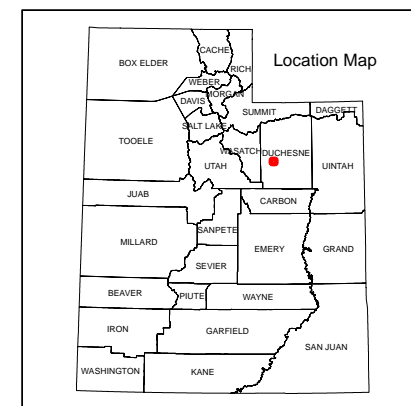 CACHE
BOX ELDER
Location Map
RICH
WEBER
MORGAN
DAVIS
SUMMIT
DAGGETT
SALT LAKE
TOOELE
WASATCH
DUCHESNE
UTAH
UINTAH
JUAB
CARBON
SANPETE
MILLARD
EMERY
GRAND
SEVIER
BEAVER
PIUTE
WAYNE
IRON
GARFIELD
SAN JUAN
WASHINGTON
KANE